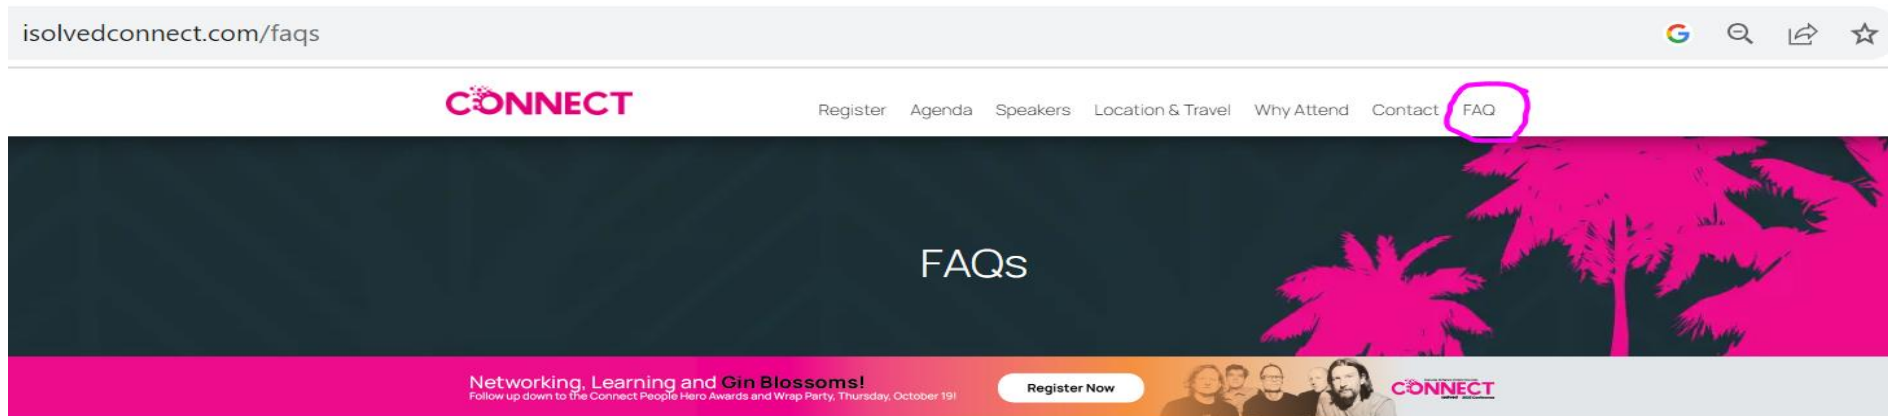 isolvedconnect.com/faqs
CONNECT
Register Agenda Speakers Location & Travel Why Attend Contact FAQ
FAQs
Networking, Learning and Gin Blossoms!
Follow up down to the Connect People Hero Awards and Wrap Party, Thursday, October 19!
Register Now
CONNECT